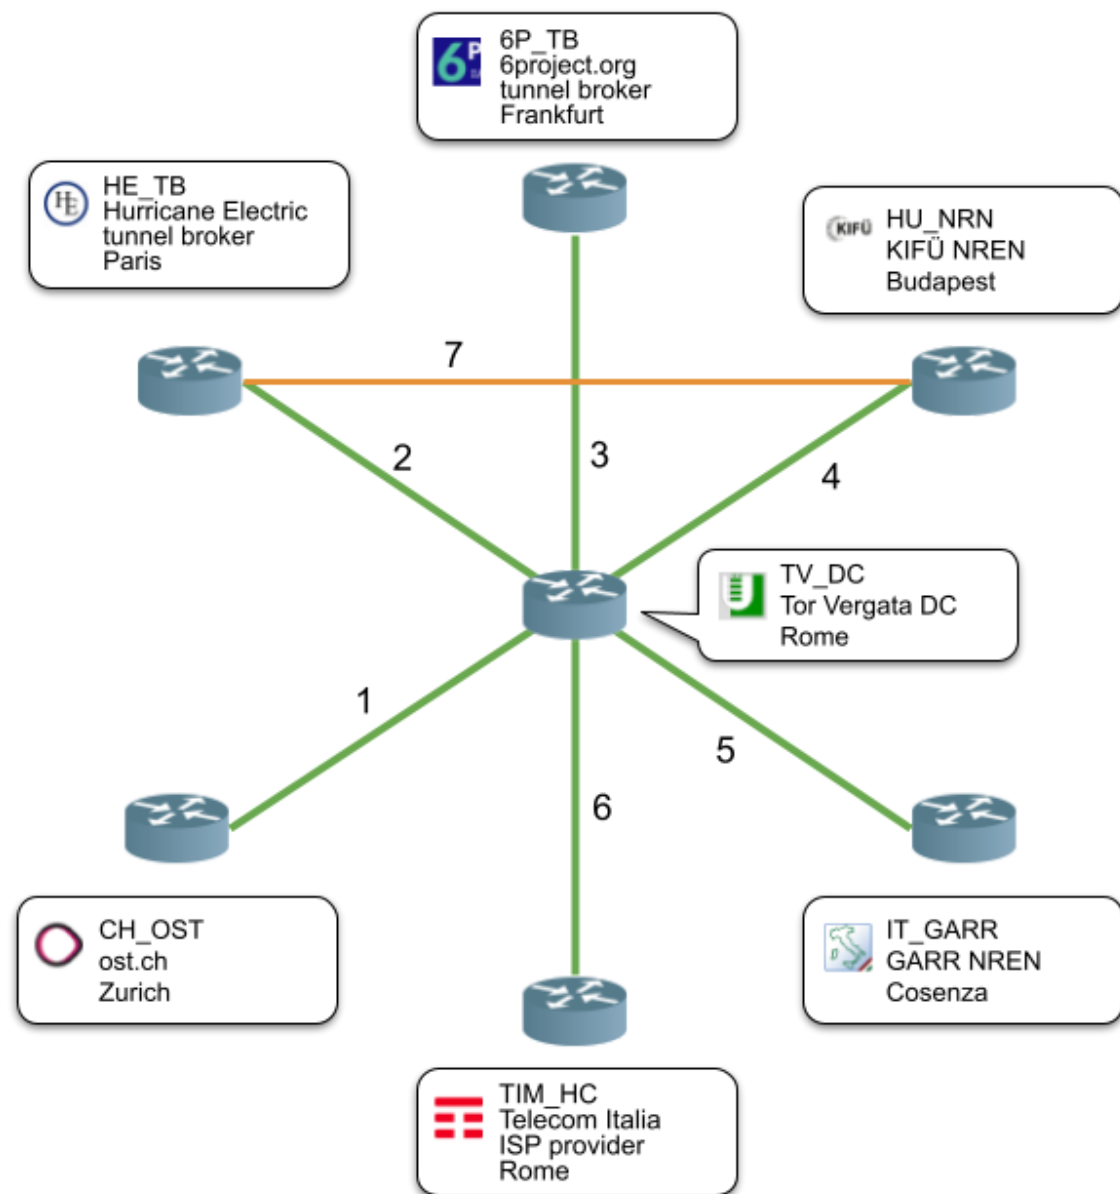 6P_TB
6project.org
tunnel broker
Frankfurt
HE_TB
Hurricane Electric
tunnel broker
Paris
HE
KIFÜ
HU_NRN
KIFÜ NREN
Budapest
7
2
3
4
TV_DC
Tor Vergata DC
Rome
1
5
6
CH_OST
ost.ch
Zurich
IT_GARR
GARR NREN
Cosenza
TIM_HC
Telecom Italia
ISP provider
Rome